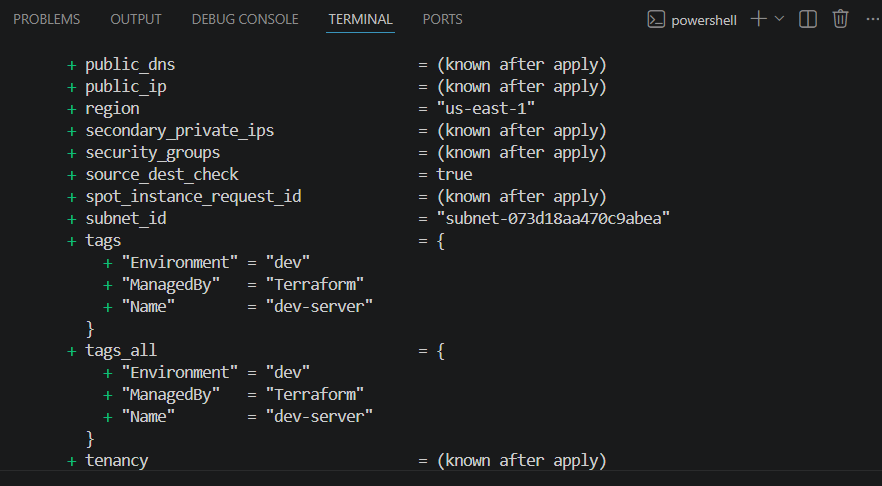 PROBLEMS OUTPUT DEBUG CONSOLE TERMINAL PORTS powershell
+ public_dns = (known after apply)
+ public_ip = (known after apply)
+ region = "us-east-1"
+ secondary_private_ips = (known after apply)
+ security_groups = (known after apply)
+ source_dest_check = true
+ spot_instance_request_id = (known after apply)
+ subnet_id = "subnet-073d18aa470c9abea"
+ tags = {
+ "Environment" = "dev"
+ "ManagedBy" = "Terraform"
+ "Name" = "dev-server"
}
+ tags_all = {
+ "Environment" = "dev"
+ "ManagedBy" = "Terraform"
+ "Name" = "dev-server"
}
+ tenancy = (known after apply)